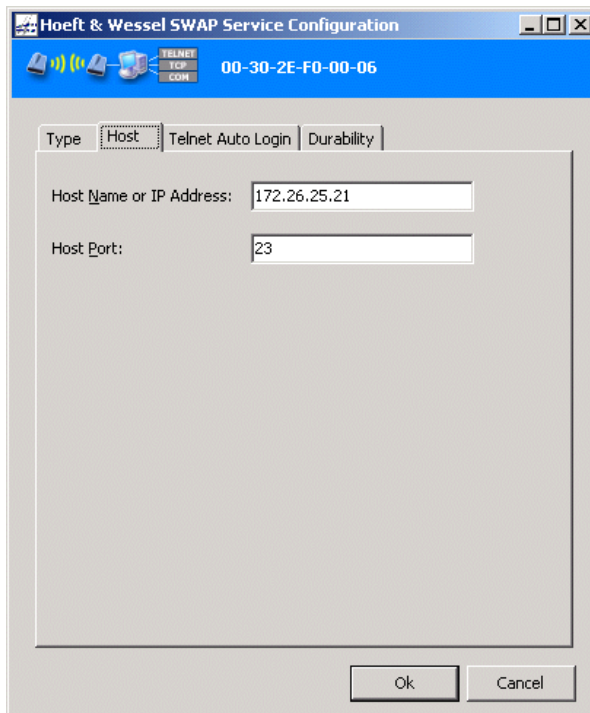 Hoeft & Wessel SWAP Service Configuration
TELNET
TCP
COM
00-30-2E-F0-00-06
Type Host Telnet Auto Login Durability
Host Name or IP Address: 172.26.25.21
Host Port: 23
Ok Cancel